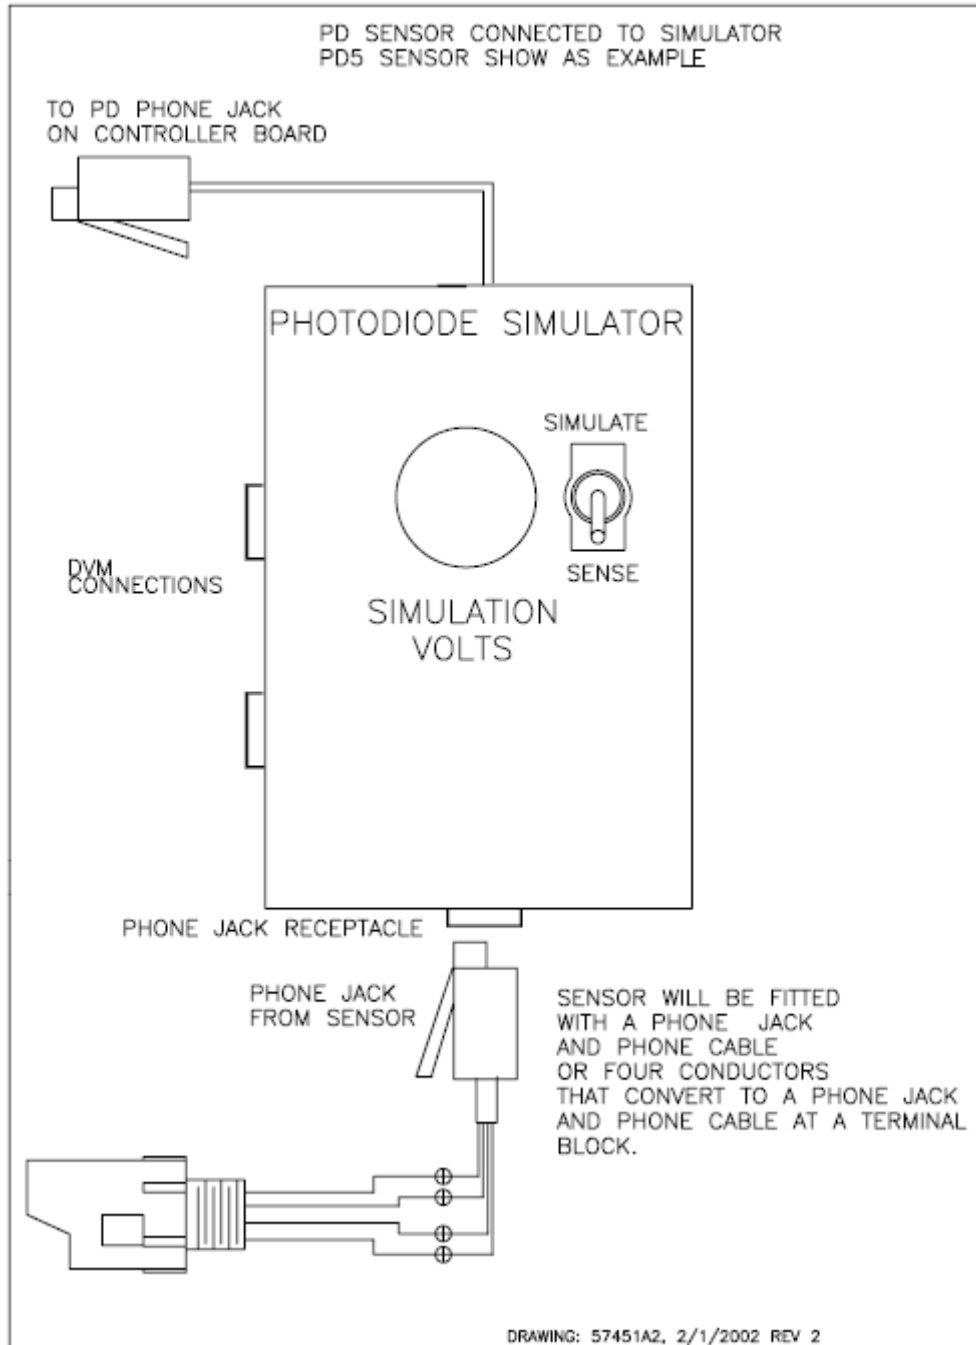 PD SENSOR CONNECTED TO SIMULATOR
PD5 SENSOR SHOW AS EXAMPLE
TO PD PHONE JACK
ON CONTROLLER BOARD
PHOTODIODE SIMULATOR
SIMULATE
SENSE
DVM
CONNECTIONS
SIMULATION
VOLTS
PHONE JACK RECEPTACLE
PHONE JACK
FROM SENSOR
SENSOR WILL BE FITTED
WITH A PHONE JACK
AND PHONE CABLE
OR FOUR CONDUCTORS
THAT CONVERT TO A PHONE JACK
AND PHONE CABLE AT A TERMINAL
BLOCK.
DRAWING: 57451A2, 2/1/2002 REV 2